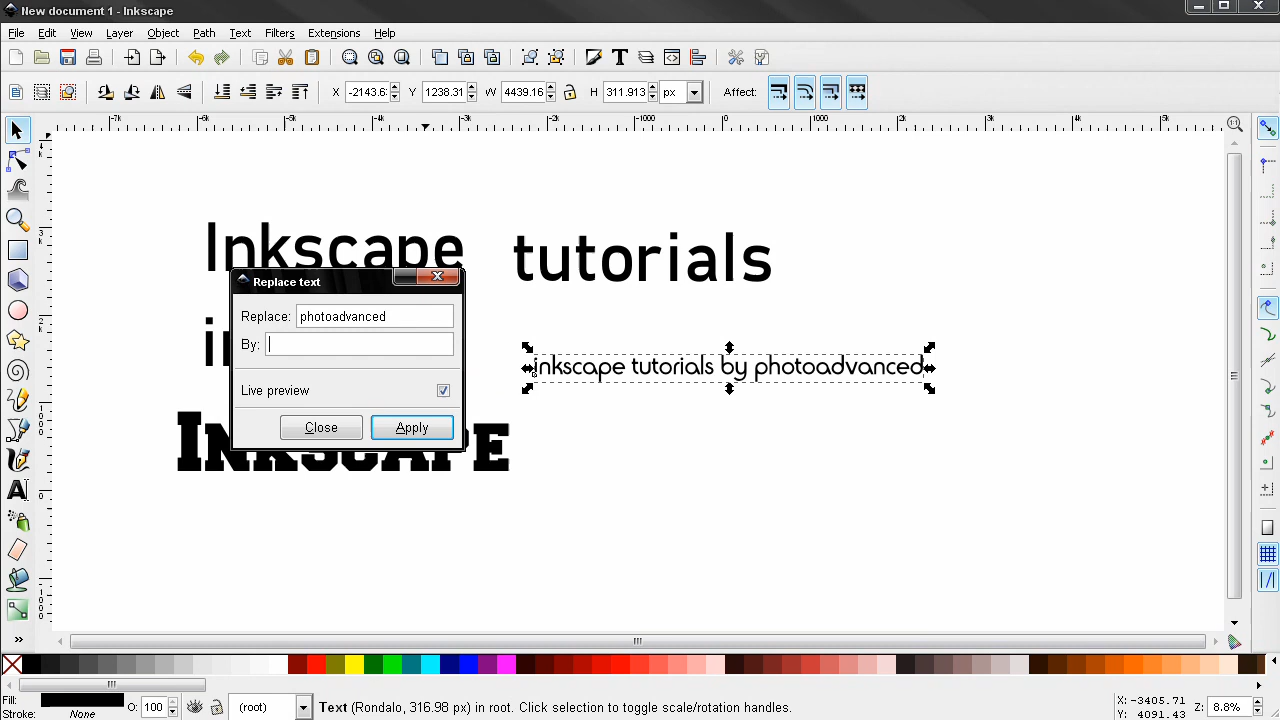 New document 1 - Inkscape
File Edit View Layer Object Path Text Filters Extensions Help
X -2143.6 Y 1238.31 W 4439.16 H 311.913 px Affect:
Inkscape tutorials
Replace text
Replace: photoadvanced
By:
Live preview
Close Apply
inkscape tutorials by photoadvanced
INKSCAPE
Fill:
Stroke: None
O: 100
(root)
Text (Rondalo, 316.98 px) in root. Click selection to toggle scale/rotation handles.
X: -3405.71
Y: 4091.43
Z: 8.8%